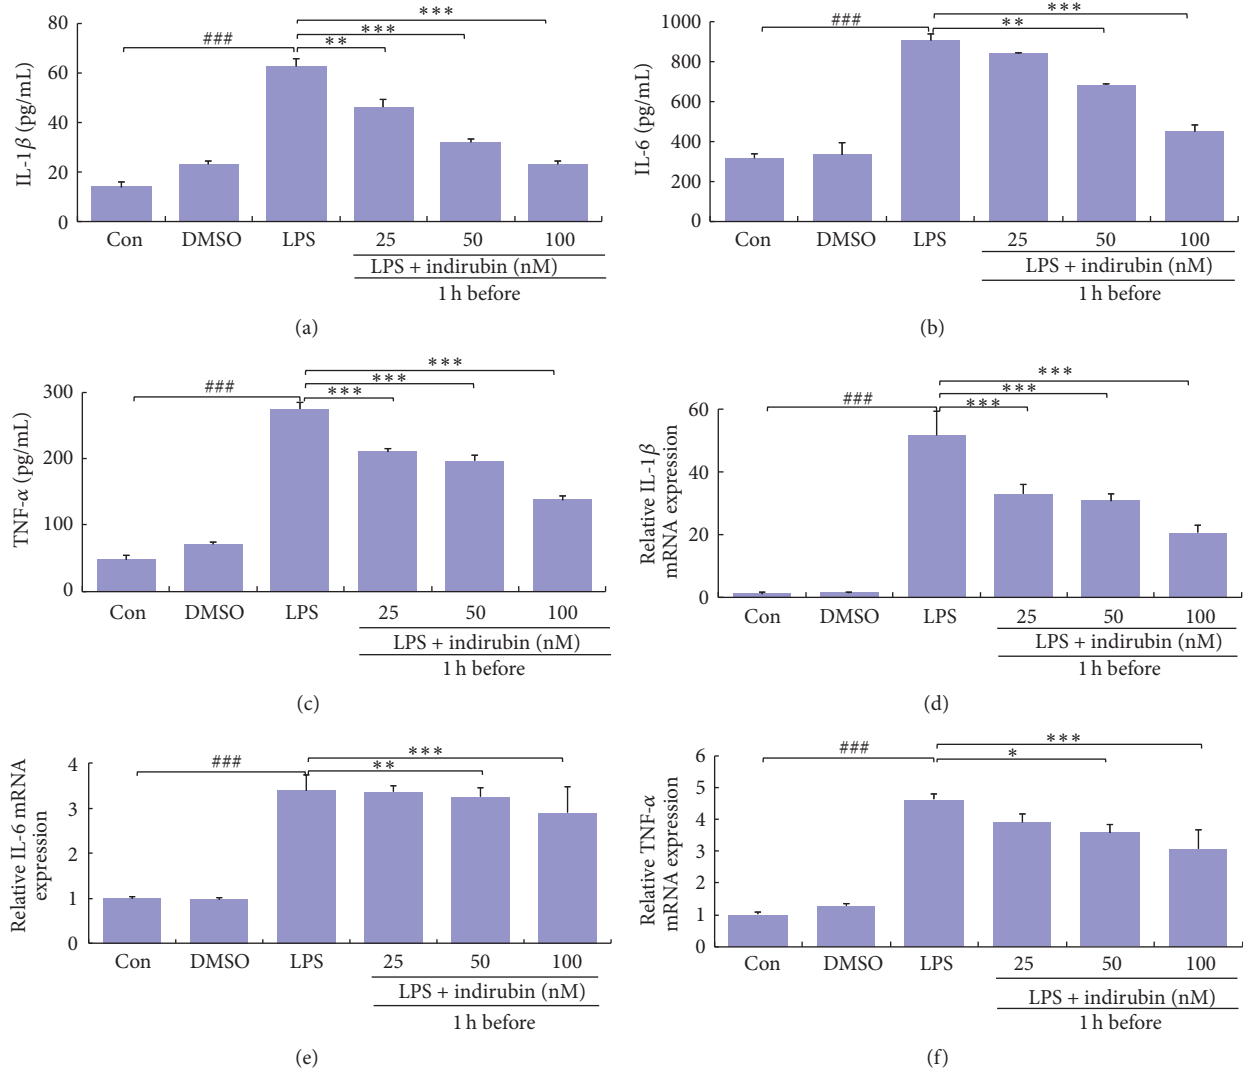 IL-1β (pg/mL)
80
60
40
20
0
###
**
***
***
Con DMSO LPS 25 50 100
LPS + indirubin (nM)
1 h before
(a)
IL-6 (pg/mL)
1000
800
600
400
200
0
###
**
***
Con DMSO LPS 25 50 100
LPS + indirubin (nM)
1 h before
(b)
TNF-α (pg/mL)
300
200
100
0
###
***
***
***
Con DMSO LPS 25 50 100
LPS + indirubin (nM)
1 h before
(c)
Relative IL-1β
mRNA expression
60
40
20
0
###
***
***
***
Con DMSO LPS 25 50 100
LPS + indirubin (nM)
1 h before
(d)
Relative IL-6 mRNA
expression
4
3
2
1
0
###
**
***
Con DMSO LPS 25 50 100
LPS + indirubin (nM)
1 h before
(e)
Relative TNF-α
mRNA expression
6
5
4
3
2
1
0
###
*
***
Con DMSO LPS 25 50 100
LPS + indirubin (nM)
1 h before
(f)